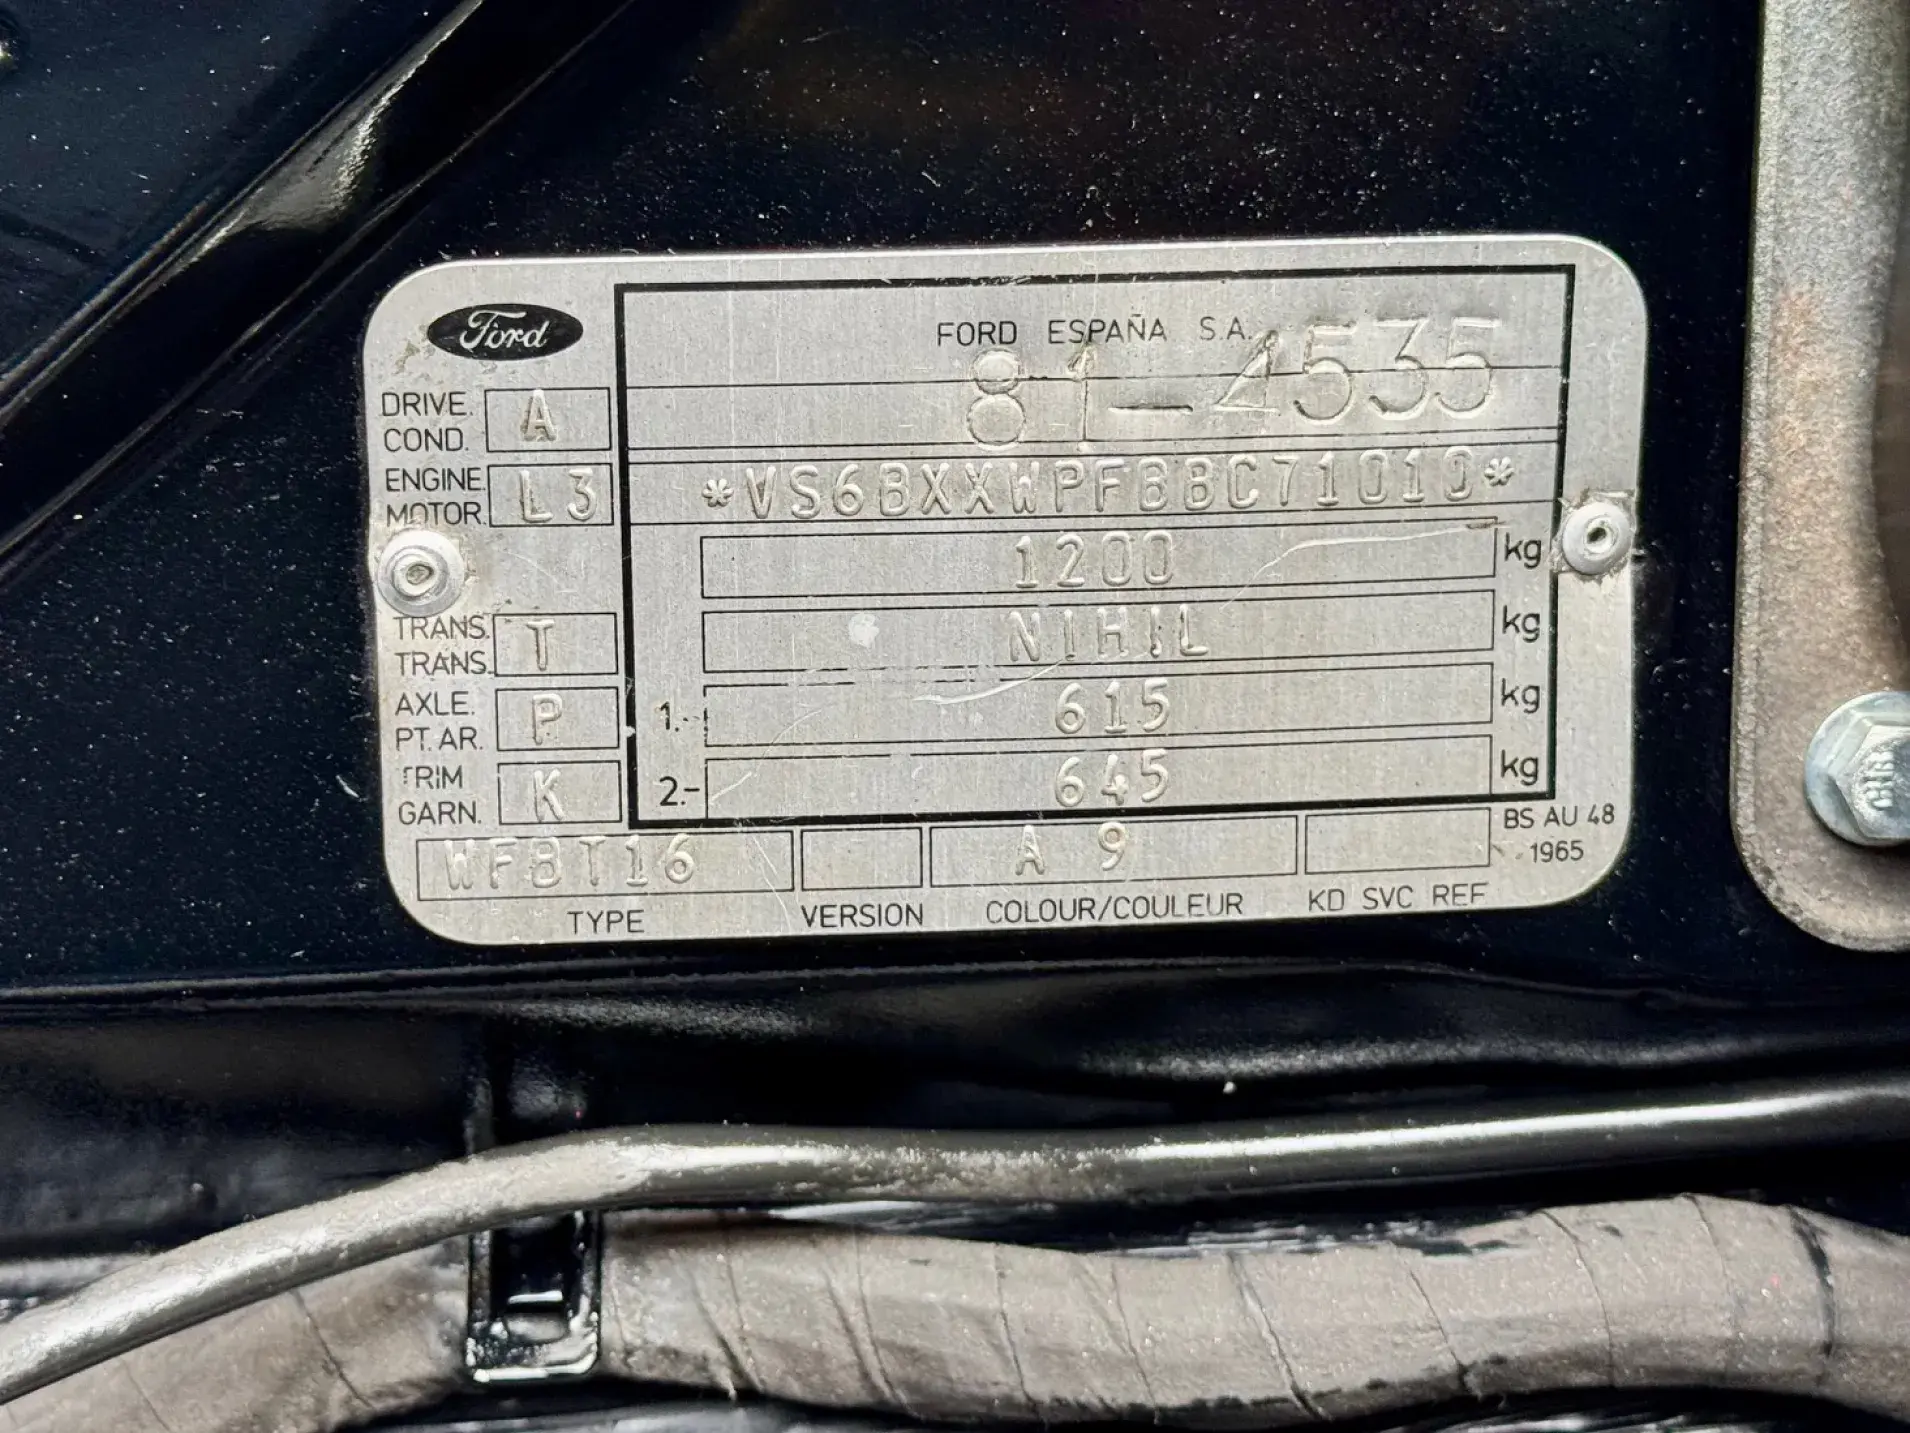 Ford
FORD ESPAÑA S.A.
81-4535
DRIVE. A
COND.
ENGINE L3
MOTOR.
*VS6BXXWPFBBC71010*
1200 kg
NIHIL kg
TRANS. T
TRANS.
AXLE. P
PT. AR.
1.- 615 kg
TRIM K
GARN.
2.- 645 kg
BS AU 48
1965
WFBT16 A 9
TYPE VERSION COLOUR/COULEUR KD SVC REF